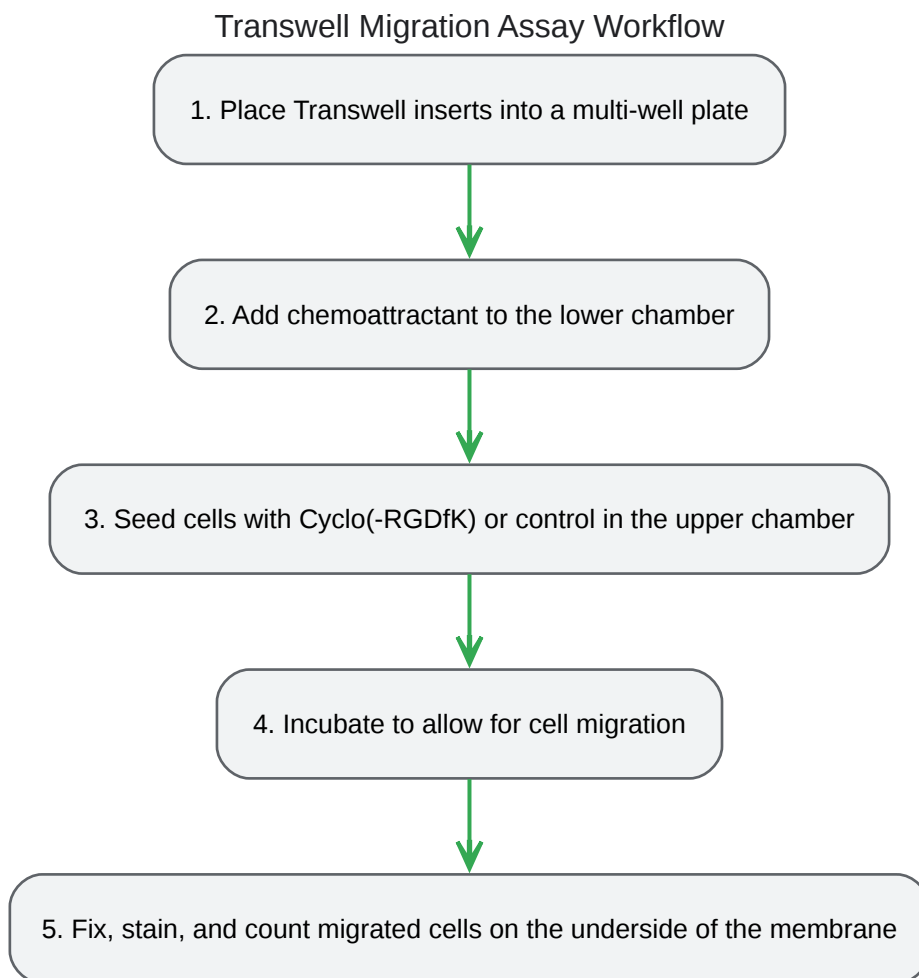 Transwell Migration Assay Workflow
1. Place Transwell inserts into a multi-well plate
2. Add chemoattractant to the lower chamber
3. Seed cells with Cyclo(-RGDfK) or control in the upper chamber
4. Incubate to allow for cell migration
5. Fix, stain, and count migrated cells on the underside of the membrane